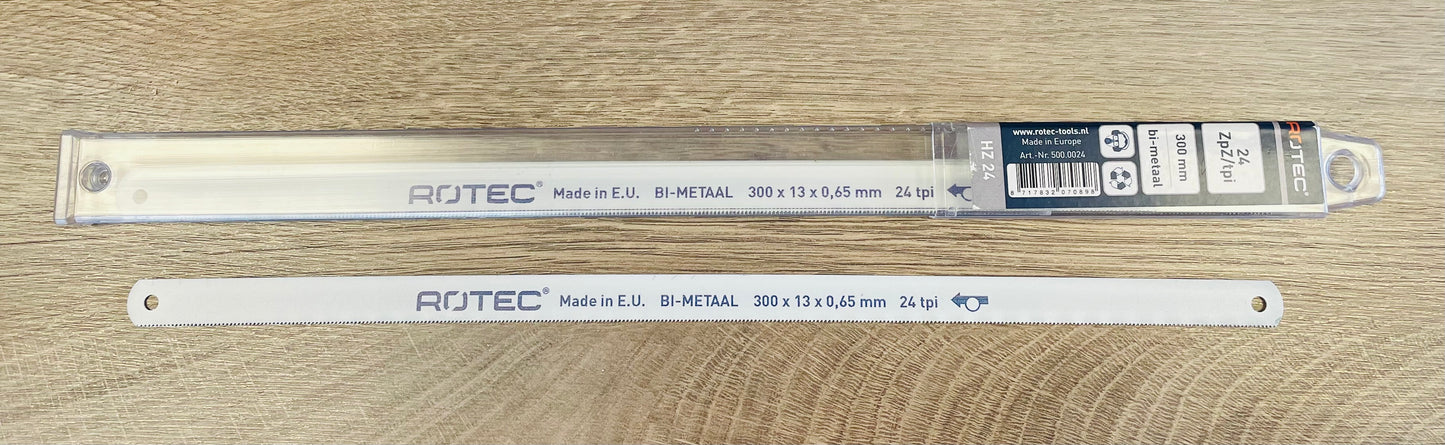 ROTEC® Made in E.U. BI-METAAL 300 x 13 x 0,65 mm 24 tpi
HZ 24
www.rotec-tools.nl
Made in Europe
Art.-Nr. 500.0024
8 717832 070898
300 mm
bi-metaal
24
ZpZ/tpi
ROTEC®
ROTEC® Made in E.U. BI-METAAL 300 x 13 x 0,65 mm 24 tpi